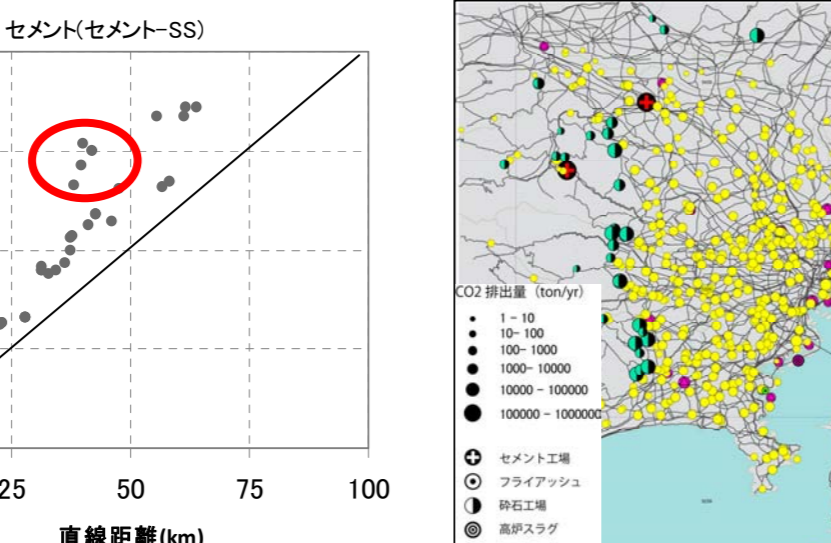 セメント(セメント-SS)
25
50
75
100
直線距離(km)
CO2 排出量 (ton/yr)
1 - 10
10- 100
100- 1000
1000- 10000
10000 - 100000
100000 - 1000000
セメント工場
フライアッシュ
砕石工場
高炉スラグ